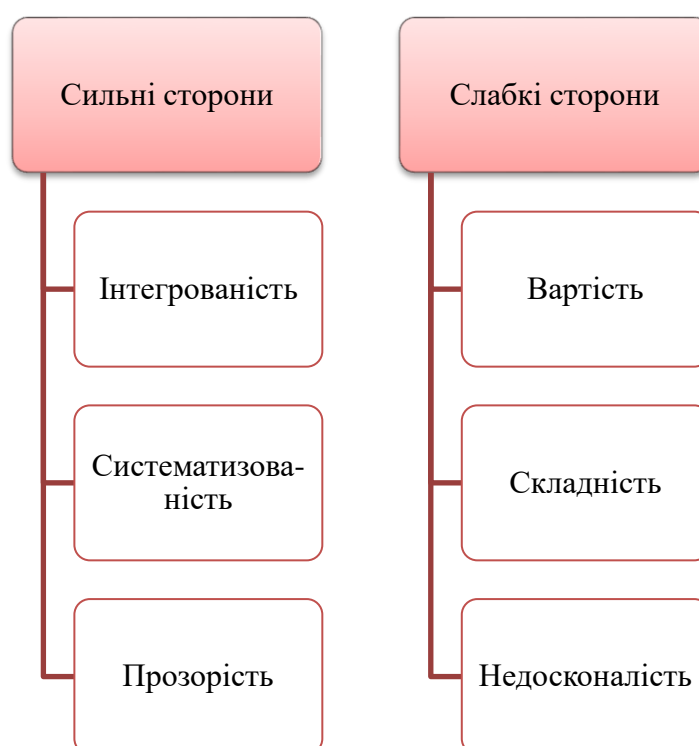 Сильні сторони
Інтегрованість
Систематизова-
ність
Прозорість
Слабкі сторони
Вартість
Складність
Недосконалість